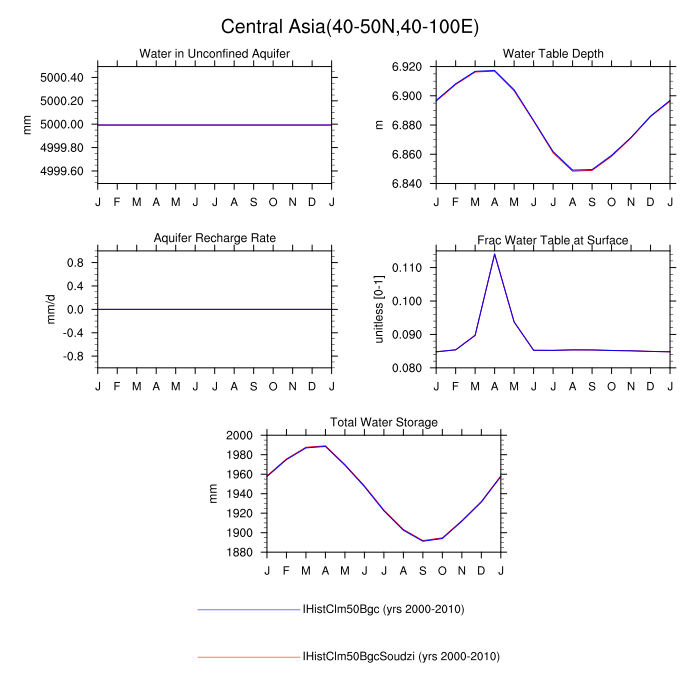 Central Asia(40-50N,40-100E)
Water in Unconfined Aquifer
5000.40
5000.20
5000.00
4999.80
4999.60
mm
J F M A M J J A S O N D J
Water Table Depth
6.920
6.900
6.880
6.860
6.840
m
J F M A M J J A S O N D J
Aquifer Recharge Rate
0.8
0.4
0.0
-0.4
-0.8
mm/d
J F M A M J J A S O N D J
Frac Water Table at Surface
0.110
0.100
0.090
0.080
unitless [0-1]
J F M A M J J A S O N D J
Total Water Storage
2000
1980
1960
1940
1920
1900
1880
mm
J F M A M J J A S O N D J
IHistClm50Bgc (yrs 2000-2010)
IHistClm50BgcSoudzi (yrs 2000-2010)